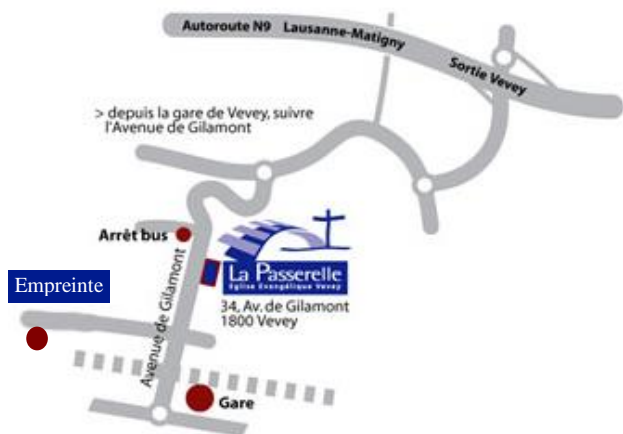 Autoroute N9 Lausanne-Matigny
Sortie Vevey
> depuis la gare de Vevey, suivre
l'Avenue de Gilamont
Arrêt bus
La Passerelle
Eglise Evangélique Vevey
34, Av. de Gilamont
1800 Vevey
Empreinte
Avenue de Gilamont
Gare